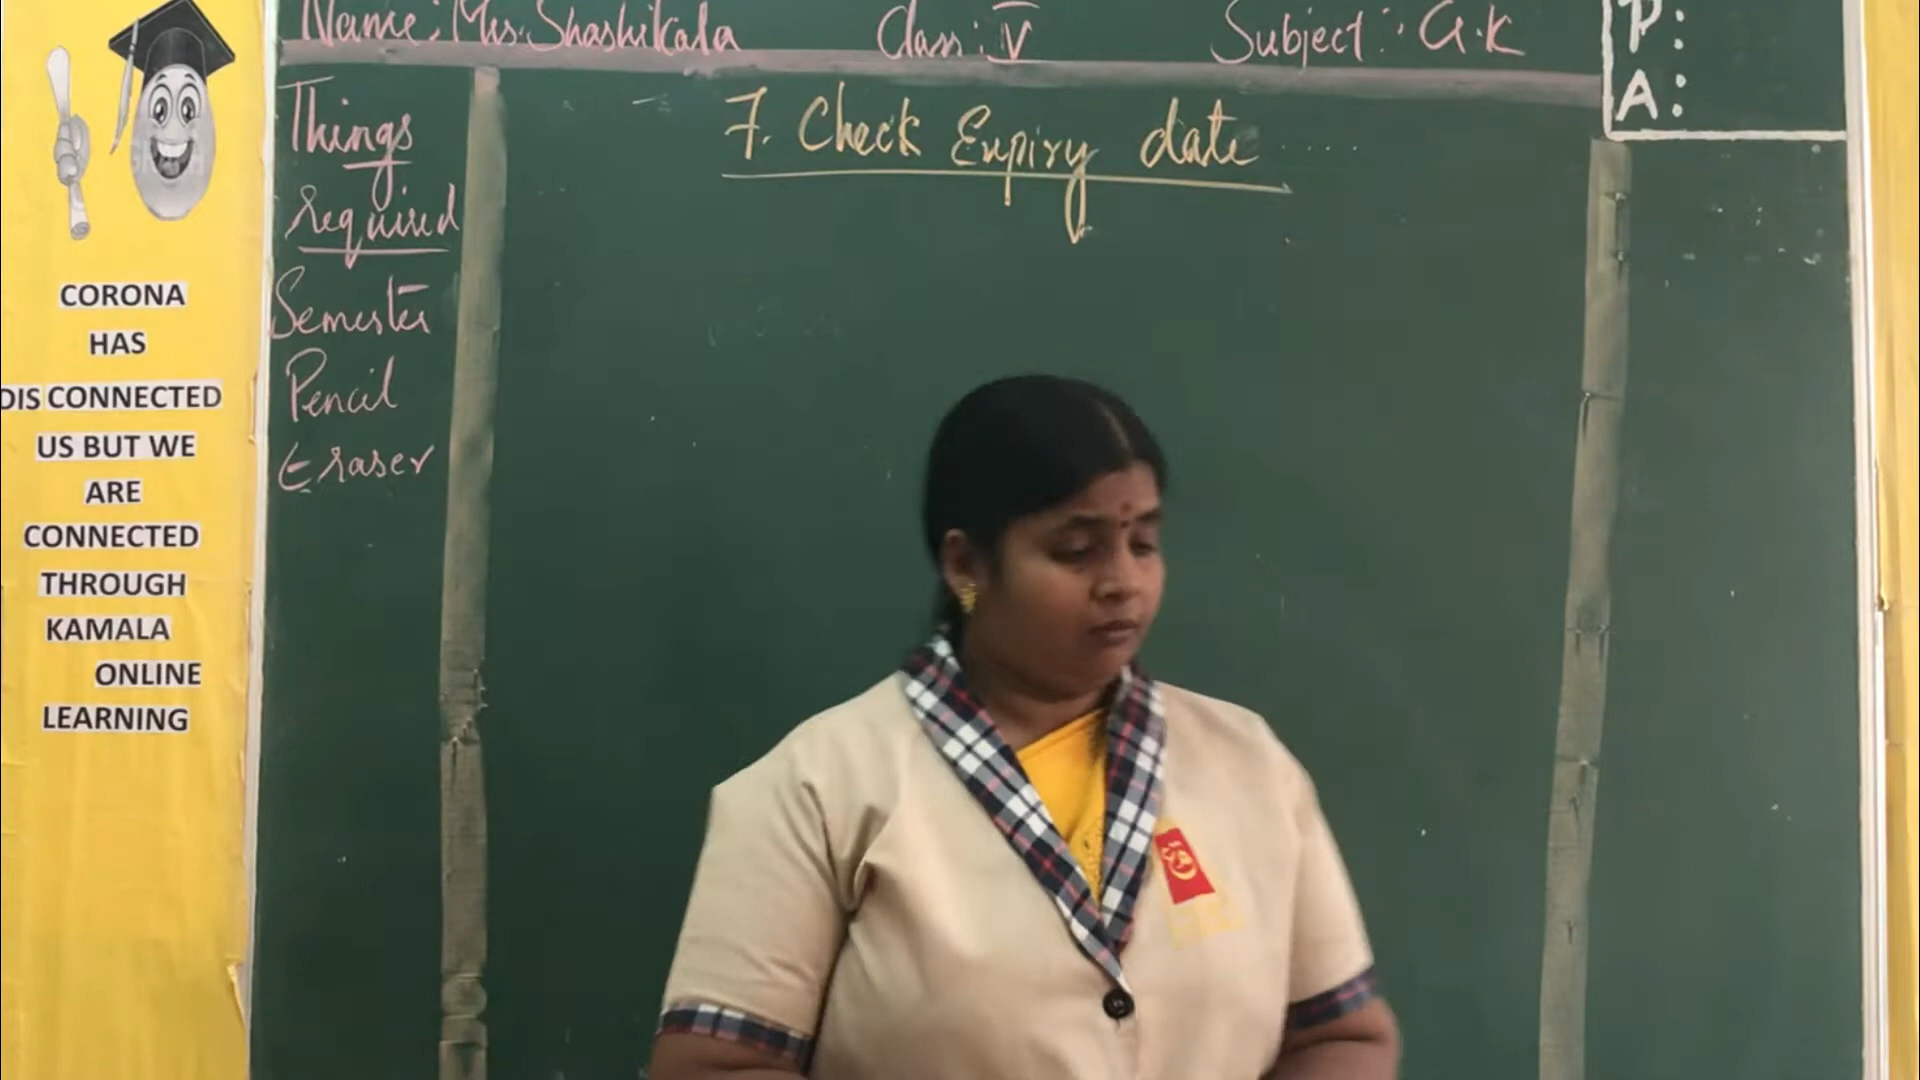 Name: Mrs. Shashikala Class: V Subject: G.K
P:
A:
Things
required
Semester
Pencil
Eraser
7. Check Expiry date ....
CORONA
HAS
DIS CONNECTED
US BUT WE
ARE
CONNECTED
THROUGH
KAMALA
ONLINE
LEARNING